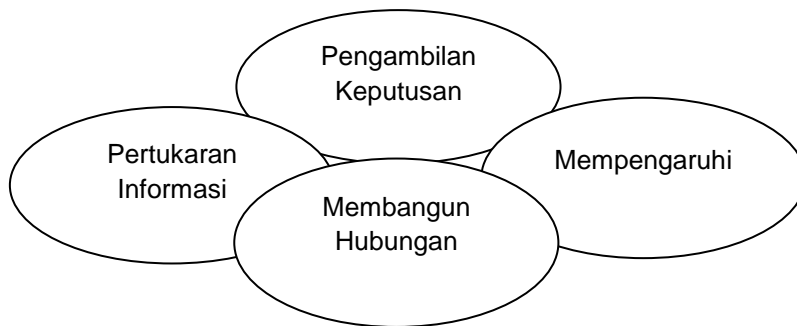 Pengambilan
Keputusan
Pertukaran
Informasi
Mempengaruhi
Membangun
Hubungan